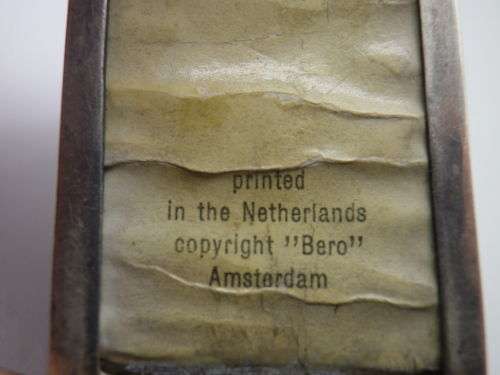 printed
in the Netherlands
copyright "Bero"
Amsterdam